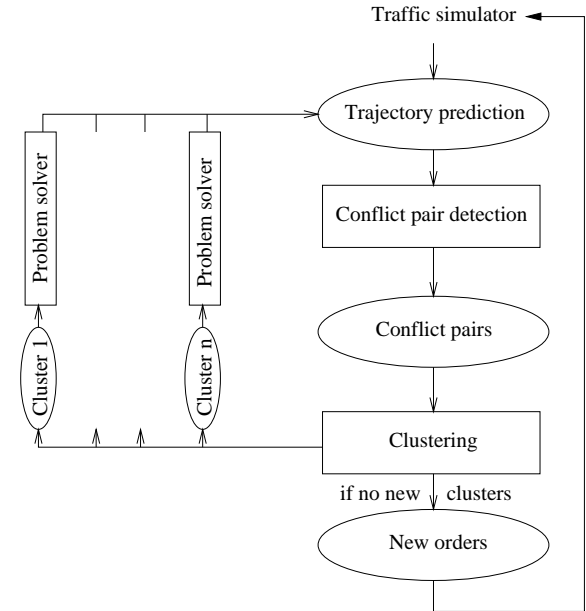 Traffic simulator
Trajectory prediction
Problem solver
Problem solver
Conflict pair detection
Conflict pairs
Cluster 1
Cluster n
Clustering
if no new clusters
New orders